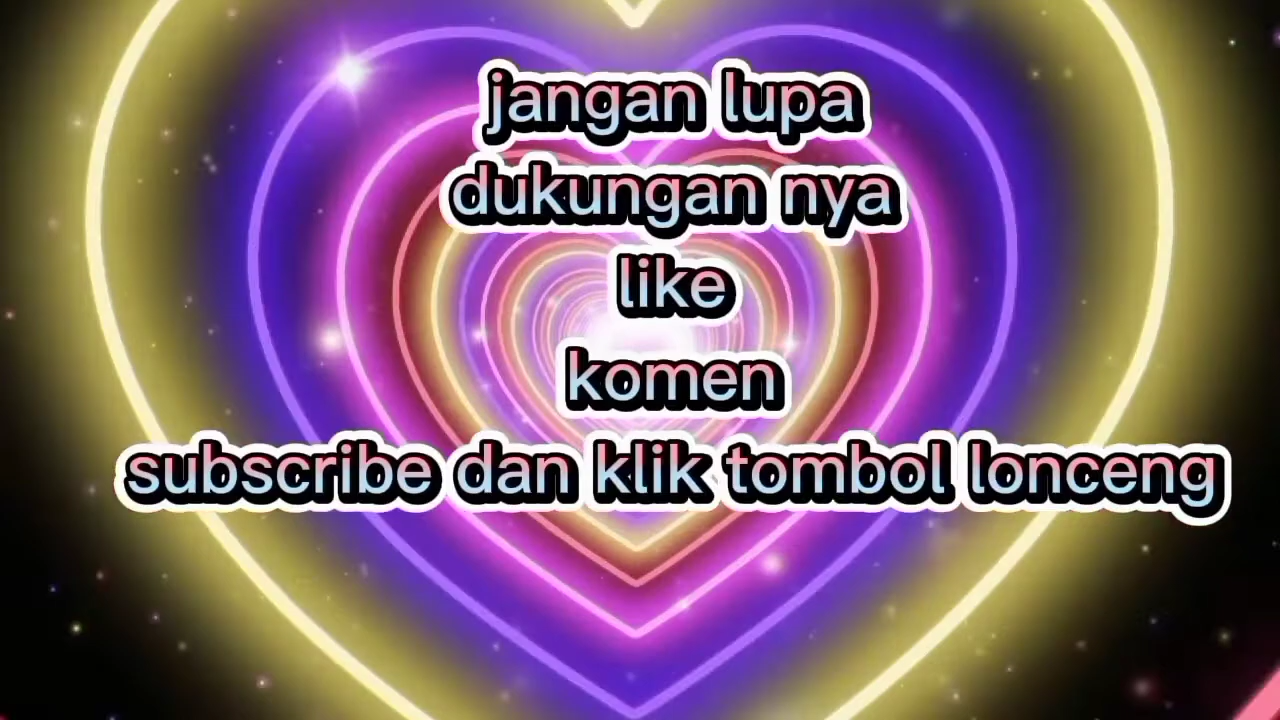 jangan lupa
dukungan nya
like
komen
subscribe dan klik tombol lonceng